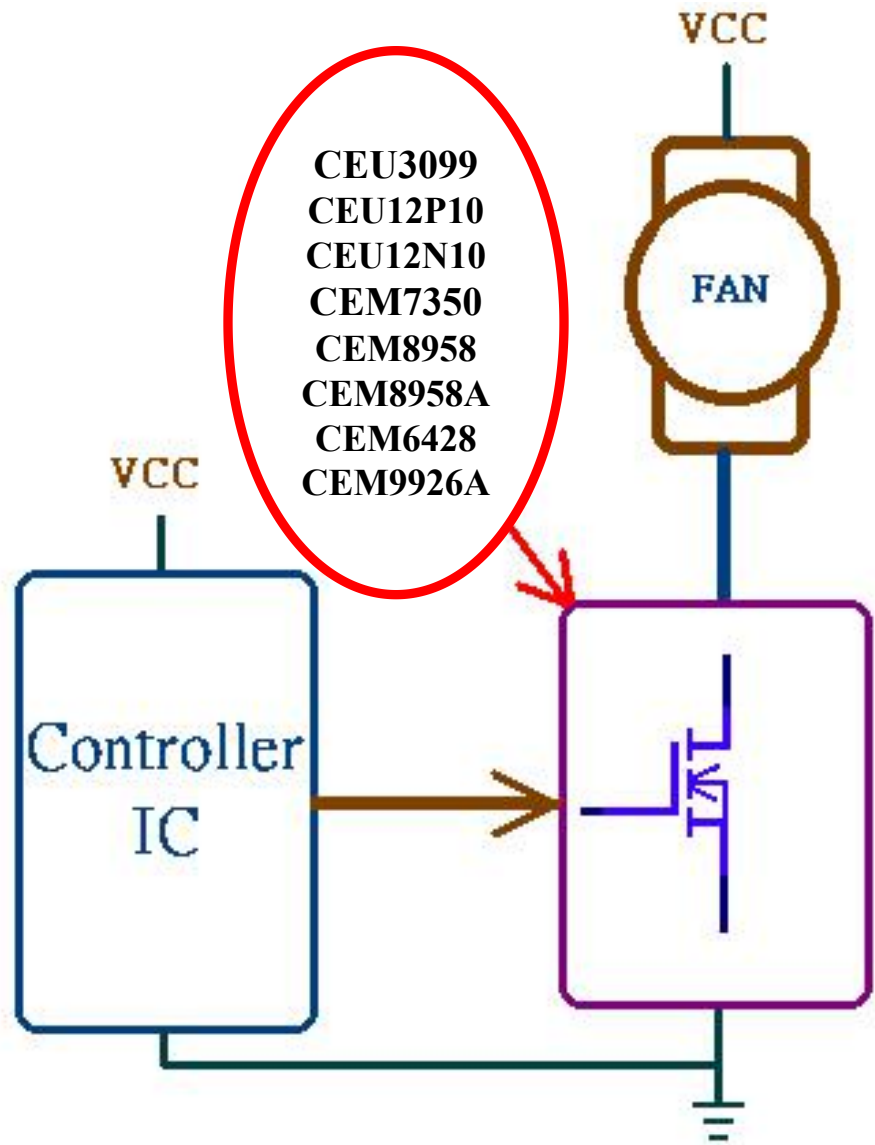 VCC
CEU3099
CEU12P10
CEU12N10
CEM7350
CEM8958
CEM8958A
CEM6428
CEM9926A
FAN
VCC
Controller
IC